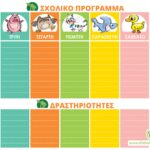 ΣΧΟΛΙΚΟ ΠΡΟΓΡΑΜΜΑ
ΤΡΙΤΗ ΤΕΤΑΡΤΗ ΠΕΜΠΤΗ ΠΑΡΑΣΚΕΥΗ ΣΑΒΒΑΤΟ
ΔΡΑΣΤΗΡΙΟΤΗΤΕΣ